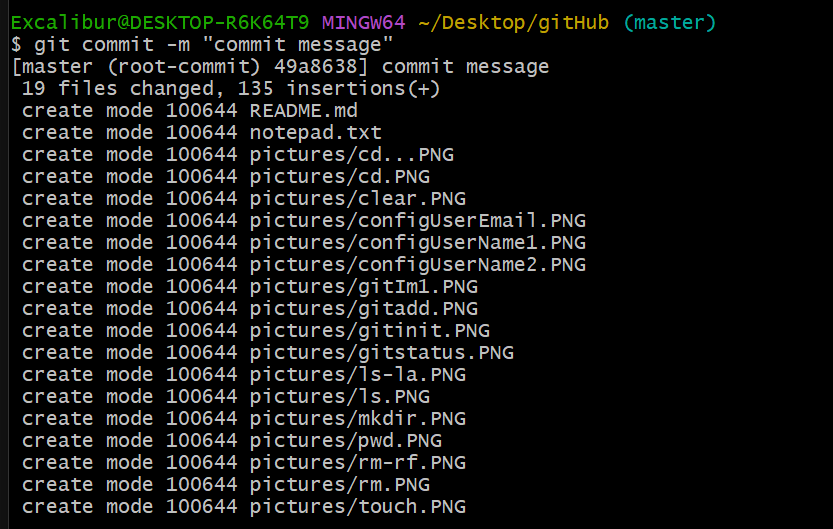 Excalibur@DESKTOP-R6K64T9 MINGW64 ~/Desktop/gitHub (master)
$ git commit -m "commit message"
[master (root-commit) 49a8638] commit message
 19 files changed, 135 insertions(+)
 create mode 100644 README.md
 create mode 100644 notepad.txt
 create mode 100644 pictures/cd...PNG
 create mode 100644 pictures/cd.PNG
 create mode 100644 pictures/clear.PNG
 create mode 100644 pictures/configUserEmail.PNG
 create mode 100644 pictures/configUserName1.PNG
 create mode 100644 pictures/configUserName2.PNG
 create mode 100644 pictures/gitIm1.PNG
 create mode 100644 pictures/gitadd.PNG
 create mode 100644 pictures/gitinit.PNG
 create mode 100644 pictures/gitstatus.PNG
 create mode 100644 pictures/ls-la.PNG
 create mode 100644 pictures/ls.PNG
 create mode 100644 pictures/mkdir.PNG
 create mode 100644 pictures/pwd.PNG
 create mode 100644 pictures/rm-rf.PNG
 create mode 100644 pictures/rm.PNG
 create mode 100644 pictures/touch.PNG